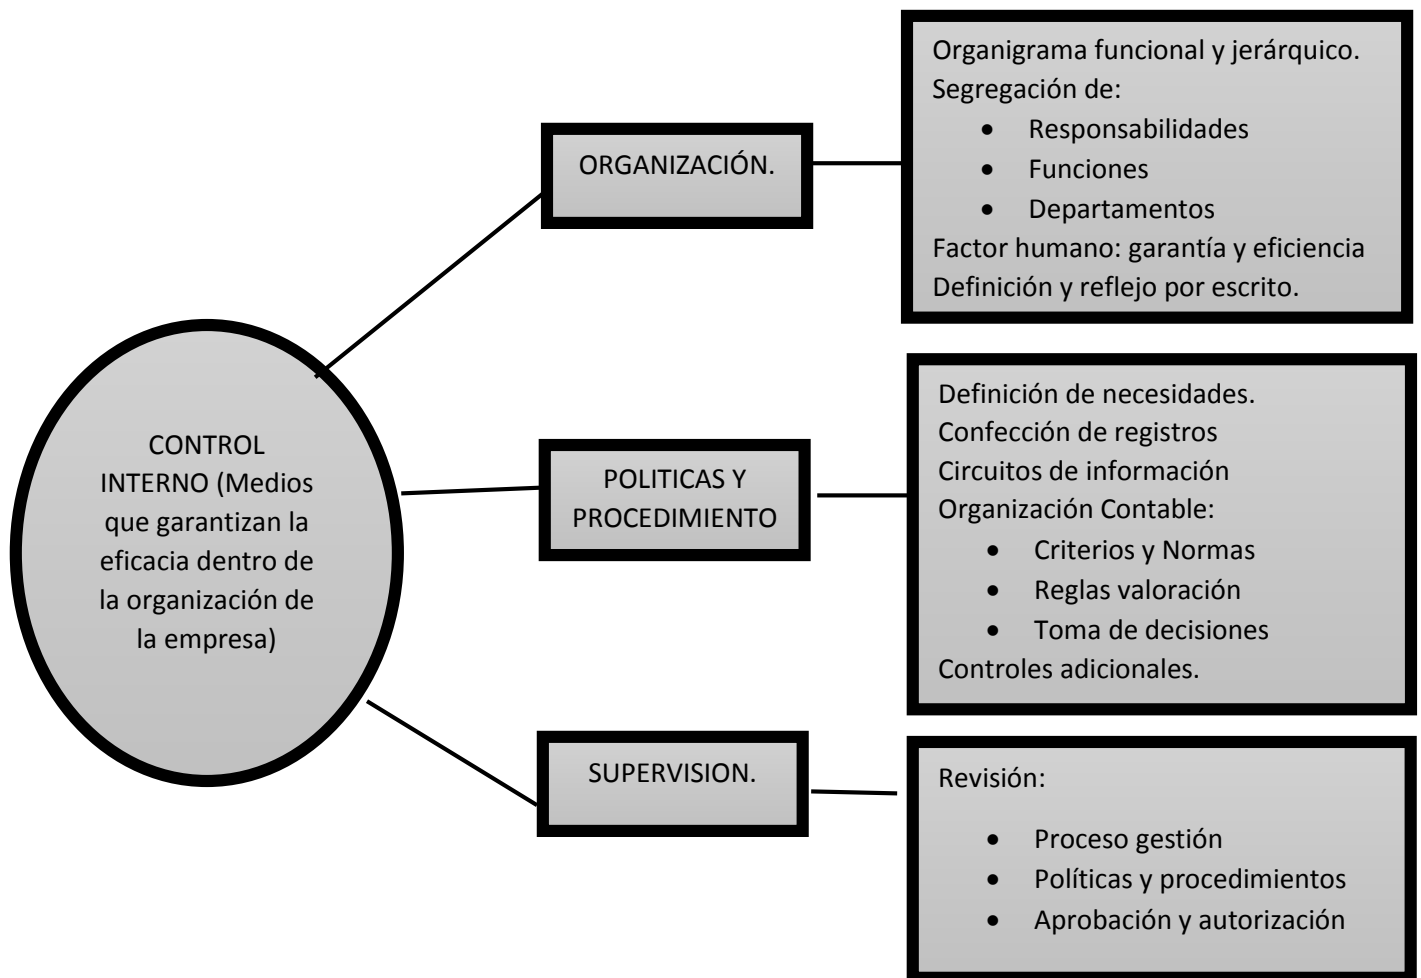 CONTROL
INTERNO (Medios
que garantizan la
eficacia dentro de
la organización de
la empresa)
ORGANIZACIÓN.
Organigrama funcional y jerárquico.
Segregación de:
• Responsabilidades
• Funciones
• Departamentos
Factor humano: garantía y eficiencia
Definición y reflejo por escrito.
POLITICAS Y
PROCEDIMIENTO
Definición de necesidades.
Confección de registros
Circuitos de información
Organización Contable:
• Criterios y Normas
• Reglas valoración
• Toma de decisiones
Controles adicionales.
SUPERVISION.
Revisión:
• Proceso gestión
• Políticas y procedimientos
• Aprobación y autorización